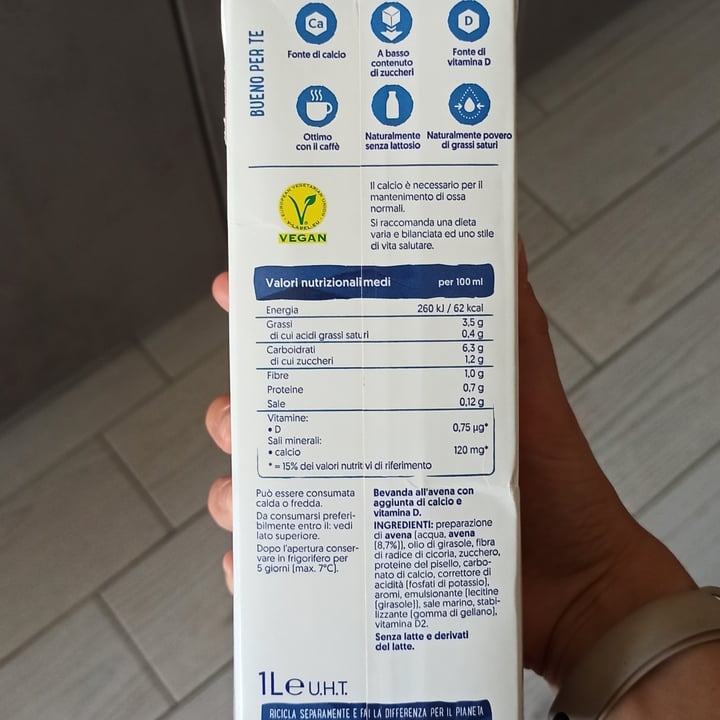 BUENO PER TE
Ca
Fonte di calcio
A basso
contenuto
di zuccheri
D
Fonte di
vitamina D
Ottimo
con il caffè
Naturalmente
senza lattosio
Naturalmente povero
di grassi saturi
EUROPEAN VEGETARIAN UNION
V-LABEL.EU
VEGAN
Il calcio è necessario per il
mantenimento di ossa
normali.
Si raccomanda una dieta
varia e bilanciata ed uno stile
di vita salutare.
Valori nutrizionali medi per 100 ml
Energia 260 kJ / 62 kcal
Grassi 3,5 g
di cui acidi grassi saturi 0,4 g
Carboidrati 6,3 g
di cui zuccheri 1,2 g
Fibre 1,0 g
Proteine 0,7 g
Sale 0,12 g
Vitamine:
• D 0,75 µg*
Sali minerali:
• calcio 120 mg*
* = 15% dei valori nutritivi di riferimento
Può essere consumata
calda o fredda.
Da consumarsi preferi-
bilmente entro il: vedi
lato superiore.
Dopo l'apertura conser-
vare in frigorifero per
5 giorni (max. 7°C).
Bevanda all'avena con
aggiunta di calcio e
vitamina D.
INGREDIENTI: preparazione
di avena [acqua, avena
(8,7%)], olio di girasole, fibra
di radice di cicoria, zucchero,
proteine del pisello, carbo-
nato di calcio, correttore di
acidità [fosfati di potassio],
aromi, emulsionante [lecitine
(girasole)], sale marino, stabi-
lizzante [gomma di gellano],
vitamina D2.
Senza latte e derivati
del latte.
1L e U.H.T.
RICICLA SEPARAMENTE E FAI LA DIFFERENZA PER IL PIANETA